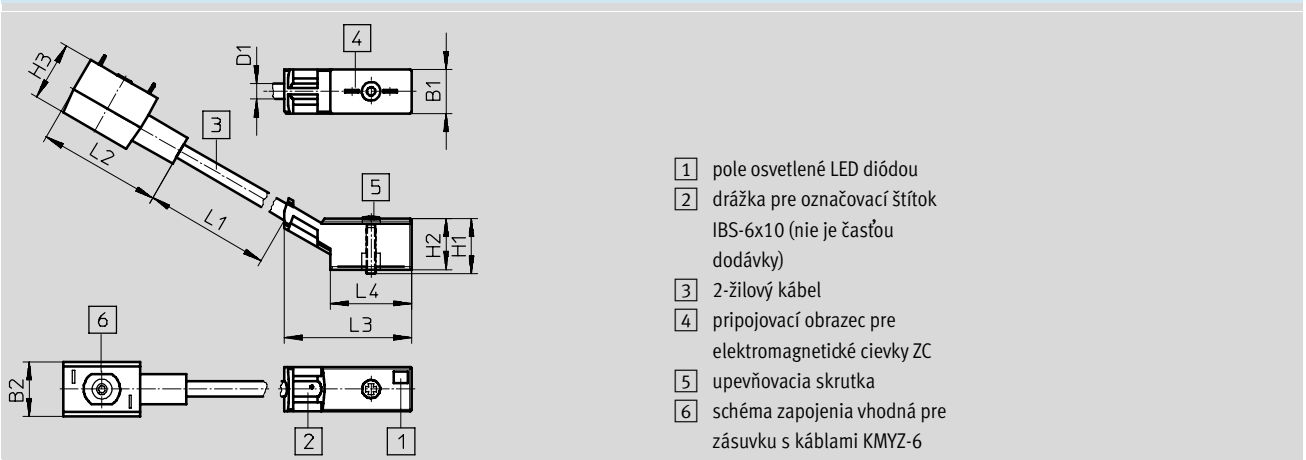 H3
L2
3
L1
D1
4
B1
5
H2
H1
L4
L3
6
B2
2
1
1 pole osvetlené LED diódou
2 drážka pre označovací štítok
IBS-6x10 (nie je časťou
dodávky)
3 2-žilový kábel
4 pripojovací obrazec pre
elektromagnetické cievky ZC
5 upevňovacia skrutka
6 schéma zapojenia vhodná pre
zásuvku s káblami KMYZ-6